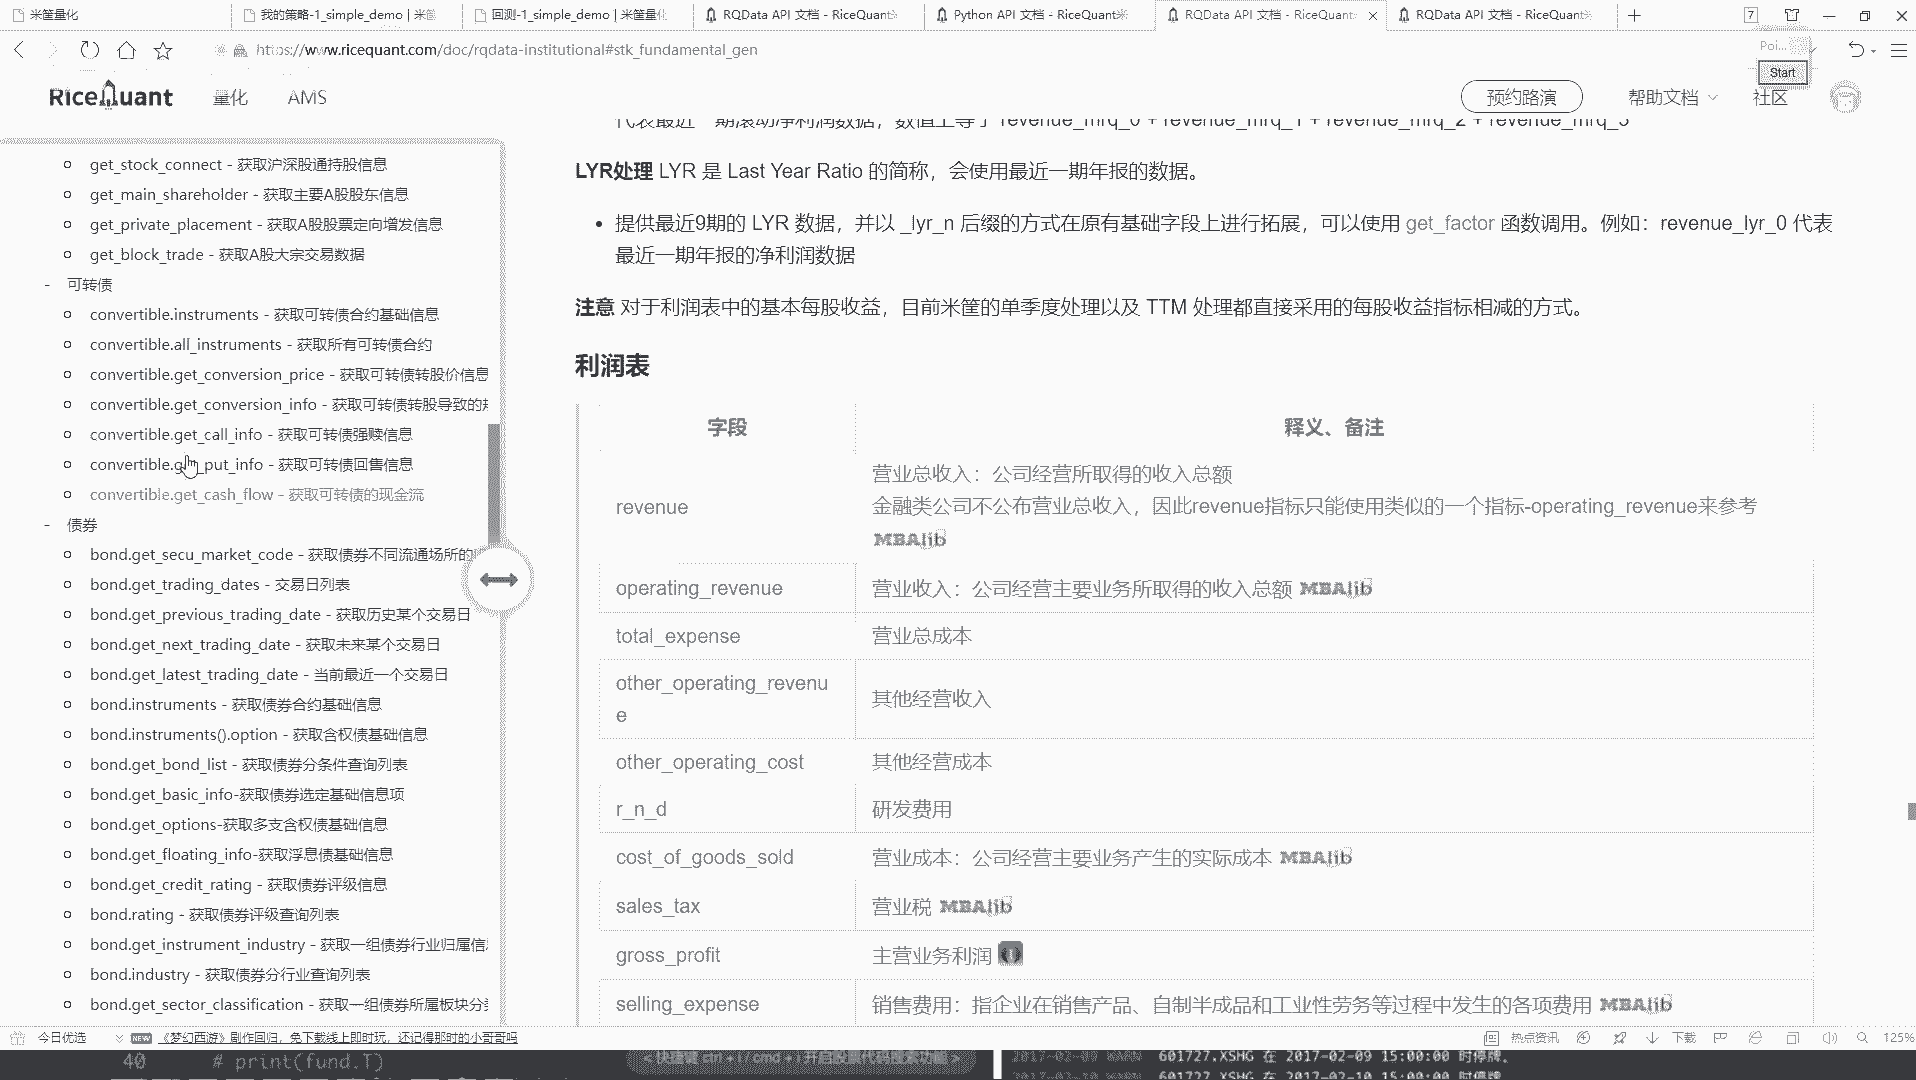 米筐量化
我的策略-1_simple_demo | 米筐
回测-1_simple_demo | 米筐量化
RQData API 文档 - RiceQuant
Python API 文档 - RiceQuant米
RQData API 文档 - RiceQuant
RQData API 文档 - RiceQuant
7
https://www.ricequant.com/doc/rqdata-institutional#stk_fundamental_gen
Poi...
Start
RiceQuant
量化
AMS
预约路演
帮助文档
社区
get_stock_connect - 获取沪深股通持股信息
get_main_shareholder - 获取主要A股股东信息
get_private_placement - 获取A股股票定向增发信息
get_block_trade - 获取A股大宗交易数据
- 可转债
convertible.instruments - 获取可转债合约基础信息
convertible.all_instruments - 获取所有可转债合约
convertible.get_conversion_price - 获取可转债转股价信息
convertible.get_conversion_info - 获取可转债转股导致的
convertible.get_call_info - 获取可转债强赎信息
convertible.get_put_info - 获取可转债回售信息
convertible.get_cash_flow - 获取可转债的现金流
- 债券
bond.get_secu_market_code - 获取债券不同流通场所的
bond.get_trading_dates - 交易日列表
bond.get_previous_trading_date - 获取历史某个交易日
bond.get_next_trading_date - 获取未来某个交易日
bond.get_latest_trading_date - 当前最近一个交易日
bond.instruments - 获取债券合约基础信息
bond.instruments().option - 获取含权债基础信息
bond.get_bond_list - 获取债券分条件查询列表
bond.get_basic_info-获取债券选定基础信息项
bond.get_options-获取多支含权债基础信息
bond.get_floating_info-获取浮息债基础信息
bond.get_credit_rating - 获取债券评级信息
bond.rating - 获取债券评级查询列表
bond.get_instrument_industry - 获取一组债券行业归属信
bond.industry - 获取债券分行业查询列表
bond.get_sector_classification - 获取一组债券所属板块分
代表最近一期滚动净利润数据，数值上等于 revenue_mrq_0 + revenue_mrq_1 + revenue_mrq_2 + revenue_mrq_3
LYR处理 LYR 是 Last Year Ratio 的简称，会使用最近一期年报的数据。
• 提供最近9期的 LYR 数据，并以 _lyr_n 后缀的方式在原有基础字段上进行拓展，可以使用 get_factor 函数调用。例如：revenue_lyr_0 代表
最近一期年报的净利润数据
注意 对于利润表中的基本每股收益，目前米筐的单季度处理以及 TTM 处理都直接采用的每股收益指标相减的方式。
利润表
字段
释义、备注
revenue
营业总收入：公司经营所取得的收入总额
金融类公司不公布营业总收入，因此revenue指标只能使用类似的一个指标-operating_revenue来参考
MBAlib
operating_revenue
营业收入：公司经营主要业务所取得的收入总额 MBAlib
total_expense
营业总成本
other_operating_revenu
e
其他经营收入
other_operating_cost
其他经营成本
r_n_d
研发费用
cost_of_goods_sold
营业成本：公司经营主要业务产生的实际成本 MBAlib
sales_tax
营业税 MBAlib
gross_profit
主营业务利润
selling_expense
销售费用：指企业在销售产品、自制半成品和工业性劳务等过程中发生的各项费用 MBAlib
今日优选
NEW 《梦幻西游》剧作回归，免下载线上即时玩，还记得那时的小哥哥吗
热点资讯
下载
125%
40 # print(fund.T)
<快捷键 ctrl + i / cmd + i 开启股票代码搜索功能>
2017-02-09 WARN 601727.XSHG 在 2017-02-09 15:00:00 时停牌。
2017-02-10 WARN 601727.XSHG 在 2017-02-10 15:00:00 时停牌。